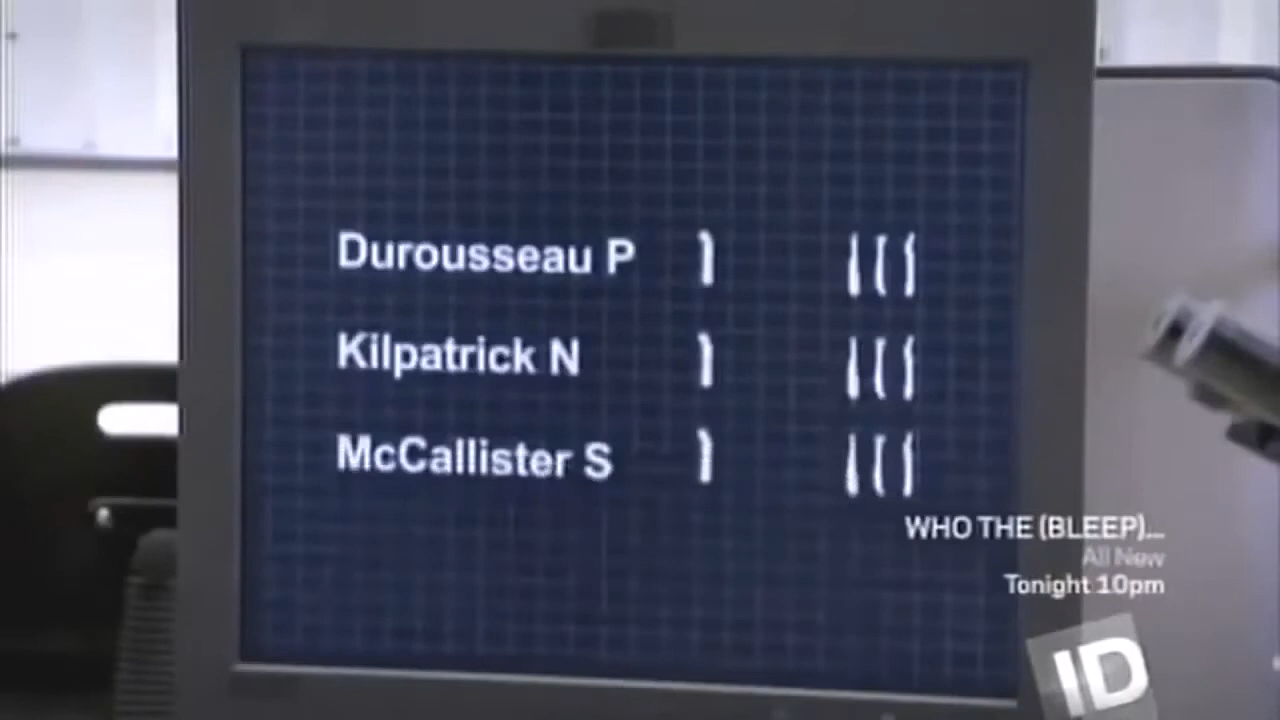 Durousseau P
Kilpatrick N
McCallister S
WHO THE (BLEEP)...
All New
Tonight 10pm
ID